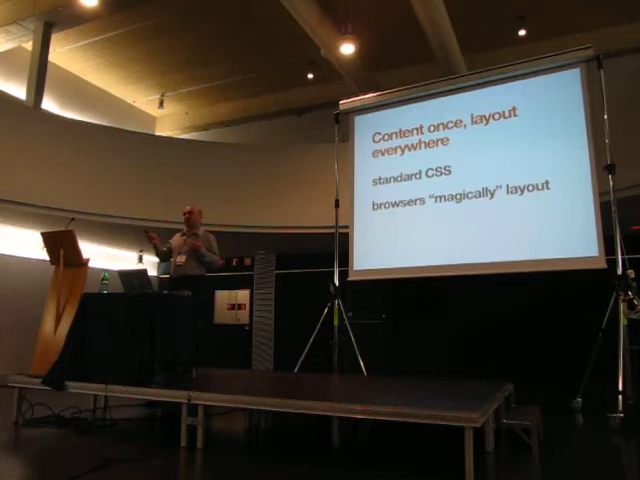 Content once, layout
everywhere
standard CSS
browsers “magically” layout